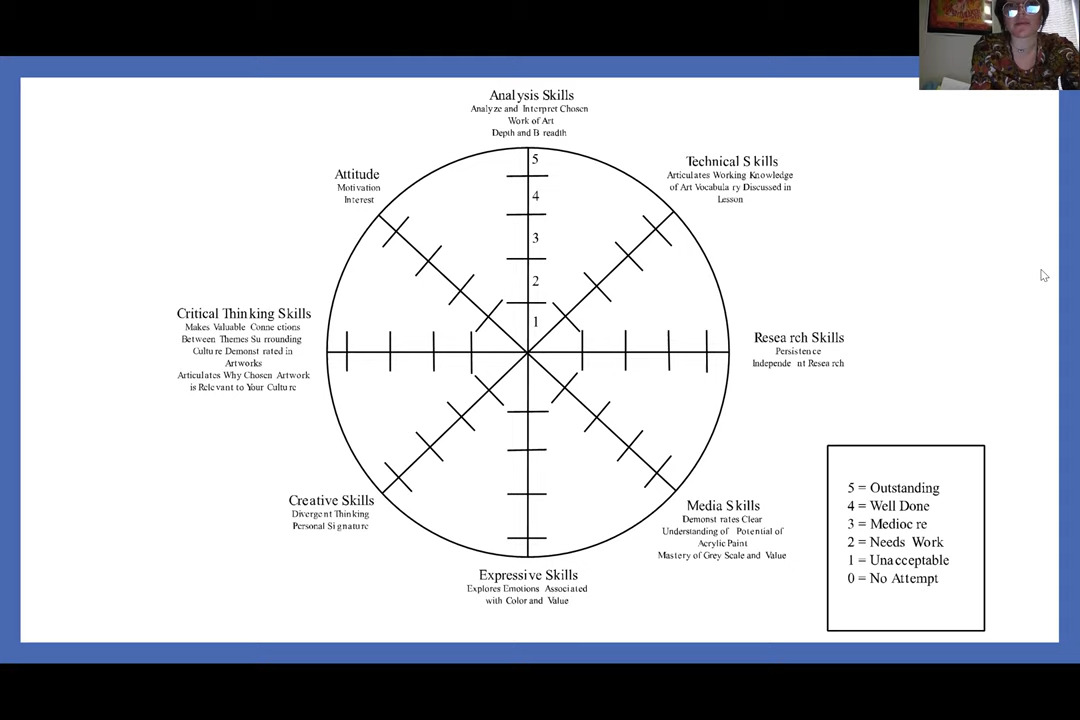 Analysis Skills
Analyze and Interpret Chosen
Work of Art
Depth and Breadth
5
4
3
2
1
Technical Skills
Articulates Working Knowledge
of Art Vocabulary Discussed in
Lesson
Attitude
Motivation
Interest
Critical Thinking Skills
Makes Valuable Connections
Between Themes Surrounding
Culture Demonstrated in
Artworks
Articulates Why Chosen Artwork
is Relevant to Your Culture
Research Skills
Persistence
Independent Research
Creative Skills
Divergent Thinking
Personal Signature
Media Skills
Demonstrates Clear
Understanding of Potential of
Acrylic Paint
Mastery of Grey Scale and Value
Expressive Skills
Explores Emotions Associated
with Color and Value
5 = Outstanding
4 = Well Done
3 = Mediocre
2 = Needs Work
1 = Unacceptable
0 = No Attempt